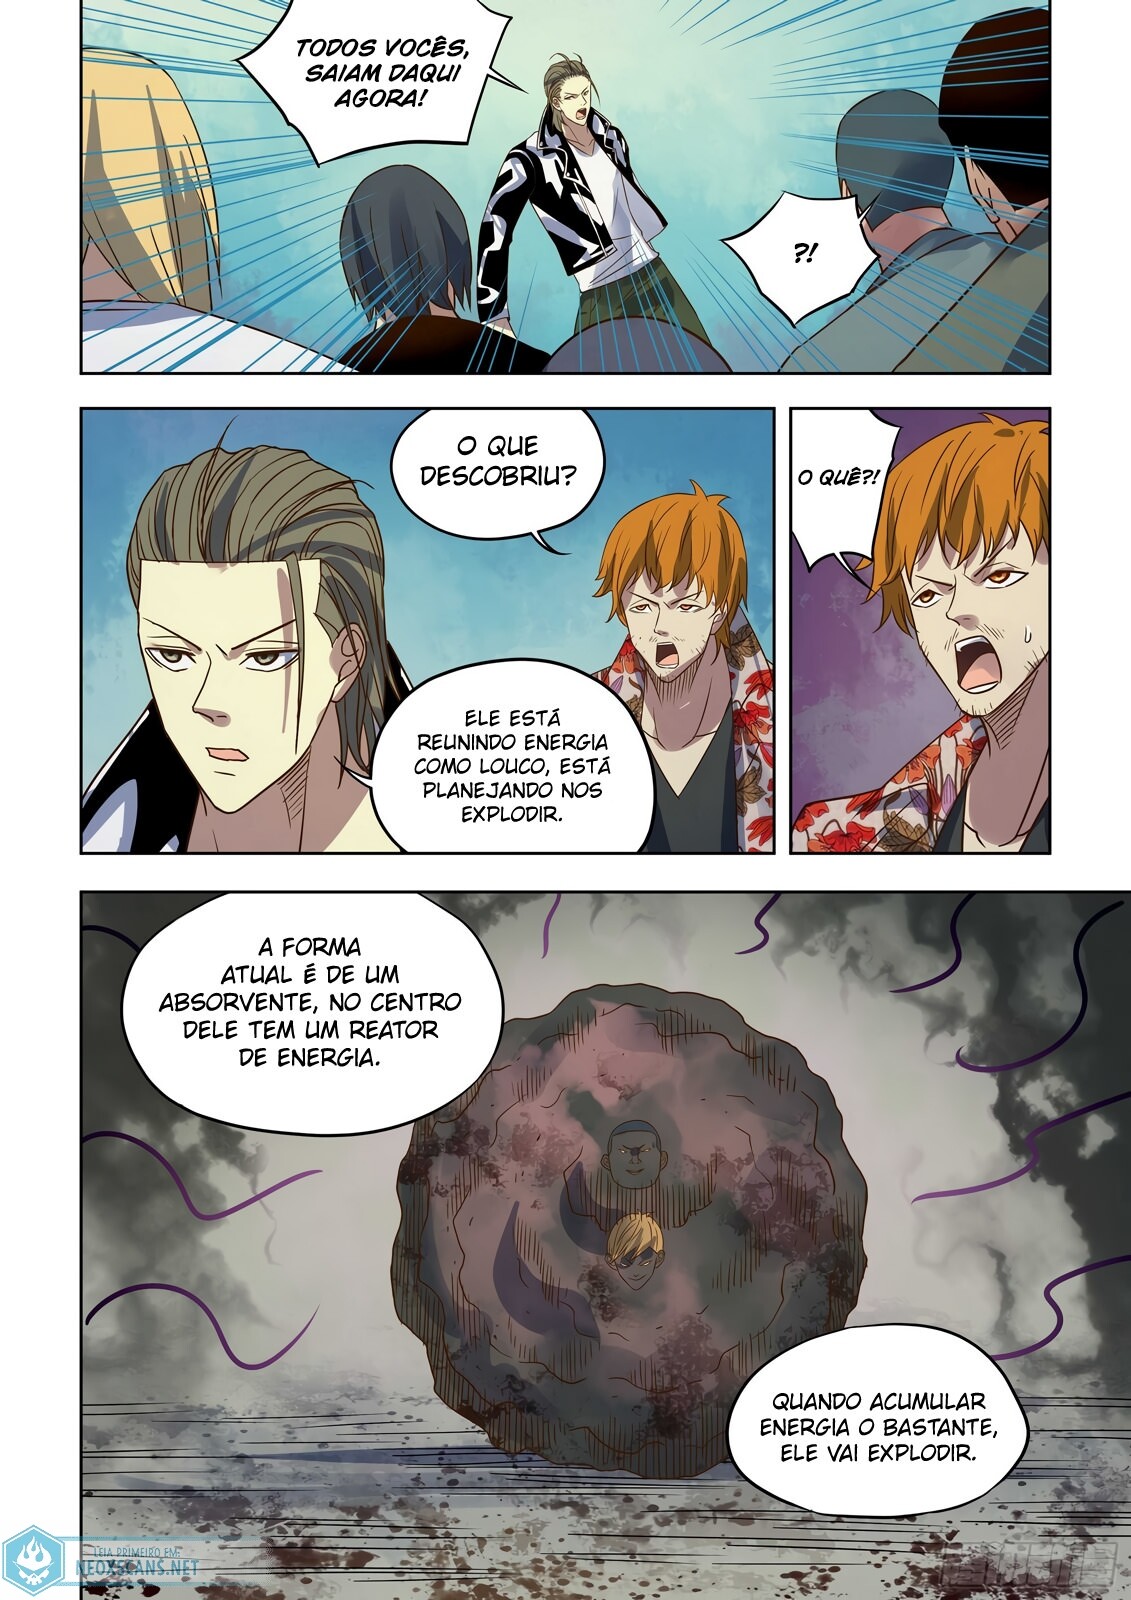 TODOS VOCÊS,
SAIAM DAQUI
AGORA!
?!
O QUE
DESCOBRIU?
ELE ESTÁ
REUNINDO ENERGIA
COMO LOUCO, ESTÁ
PLANEJANDO NOS
EXPLODIR.
O QUÊ?!
A FORMA
ATUAL É DE UM
ABSORVENTE, NO CENTRO
DELE TEM UM REATOR
DE ENERGIA.
QUANDO ACUMULAR
ENERGIA O BASTANTE,
ELE VAI EXPLODIR.
LEIA PRIMEIRO EM:
NEOXSCANS.NET